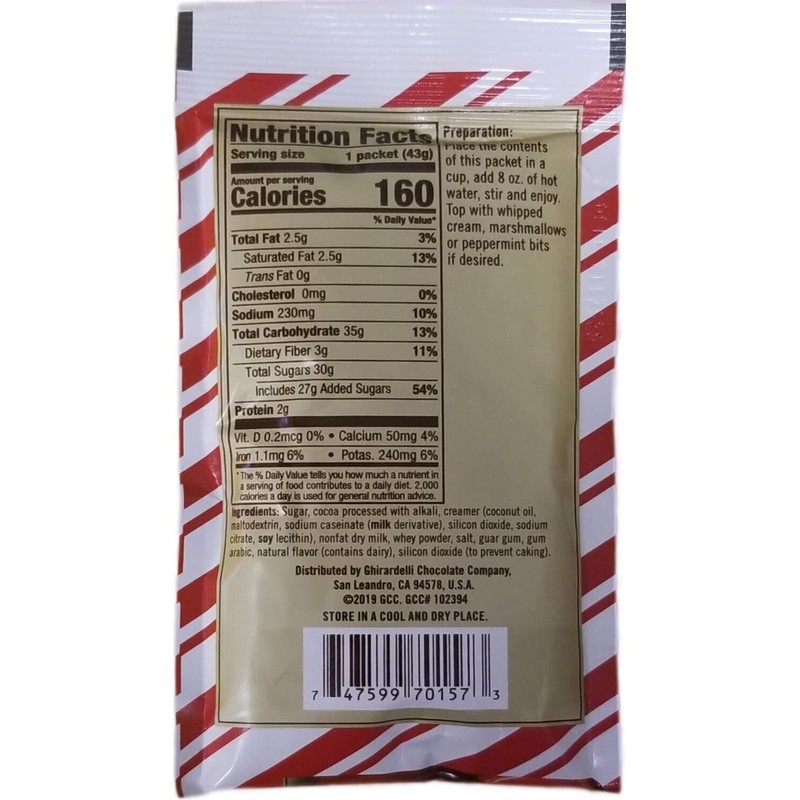 Nutrition Facts
Serving size 1 packet (43g)
Amount per serving
Calories 160
% Daily Value*
Total Fat 2.5g 3%
Saturated Fat 2.5g 13%
Trans Fat 0g
Cholesterol 0mg 0%
Sodium 230mg 10%
Total Carbohydrate 35g 13%
Dietary Fiber 3g 11%
Total Sugars 30g
Includes 27g Added Sugars 54%
Protein 2g
Vit. D 0.2mcg 0% • Calcium 50mg 4%
Iron 1.1mg 6% • Potas. 240mg 6%
*The % Daily Value tells you how much a nutrient in
a serving of food contributes to a daily diet. 2,000
calories a day is used for general nutrition advice.
Preparation:
Place the contents
of this packet in a
cup, add 8 oz. of hot
water, stir and enjoy.
Top with whipped
cream, marshmallows
or peppermint bits
if desired.
Ingredients: Sugar, cocoa processed with alkali, creamer (coconut oil,
maltodextrin, sodium caseinate (milk derivative), silicon dioxide, sodium
citrate, soy lecithin), nonfat dry milk, whey powder, salt, guar gum, gum
arabic, natural flavor (contains dairy), silicon dioxide (to prevent caking).
Distributed by Ghirardelli Chocolate Company,
San Leandro, CA 94578, U.S.A.
©2019 GCC. GCC# 102394
STORE IN A COOL AND DRY PLACE.
7 47599 70157 3